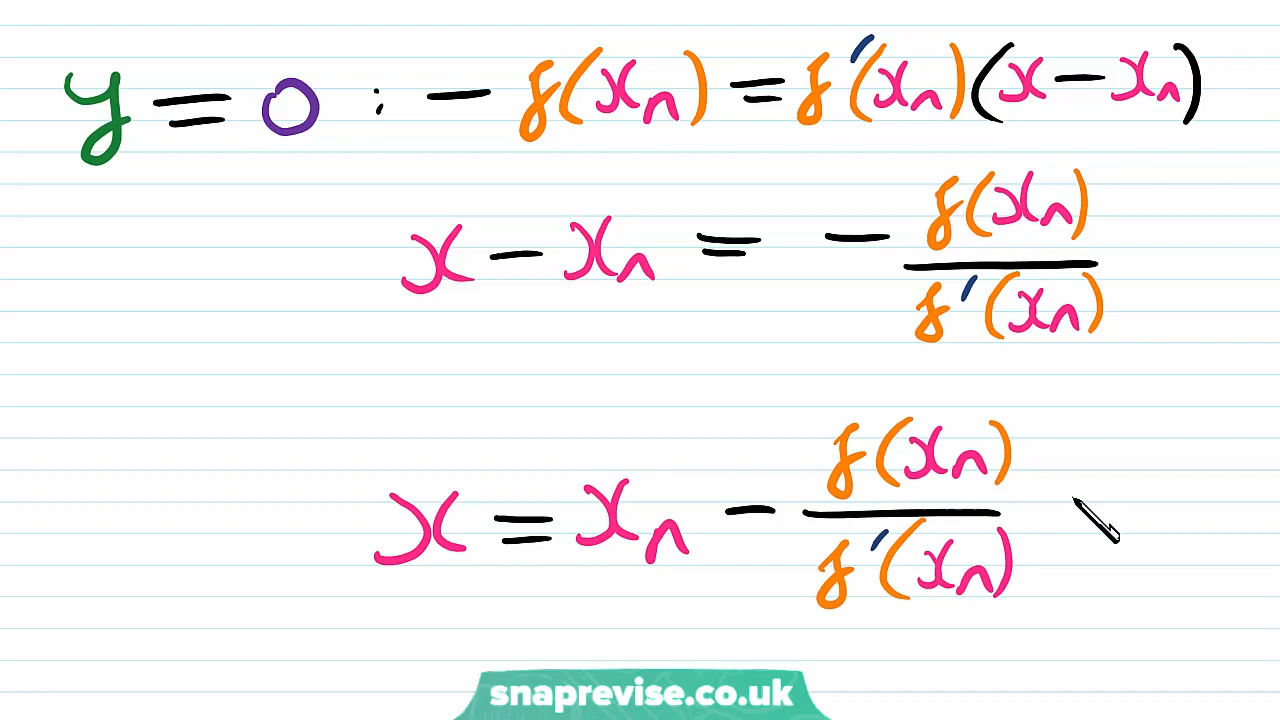 y = 0 : - f(xₙ) = f'(xₙ)(x - xₙ)
x - xₙ = - f(xₙ) / f'(xₙ)
x = xₙ - f(xₙ) / f'(xₙ)
snaprevise.co.uk